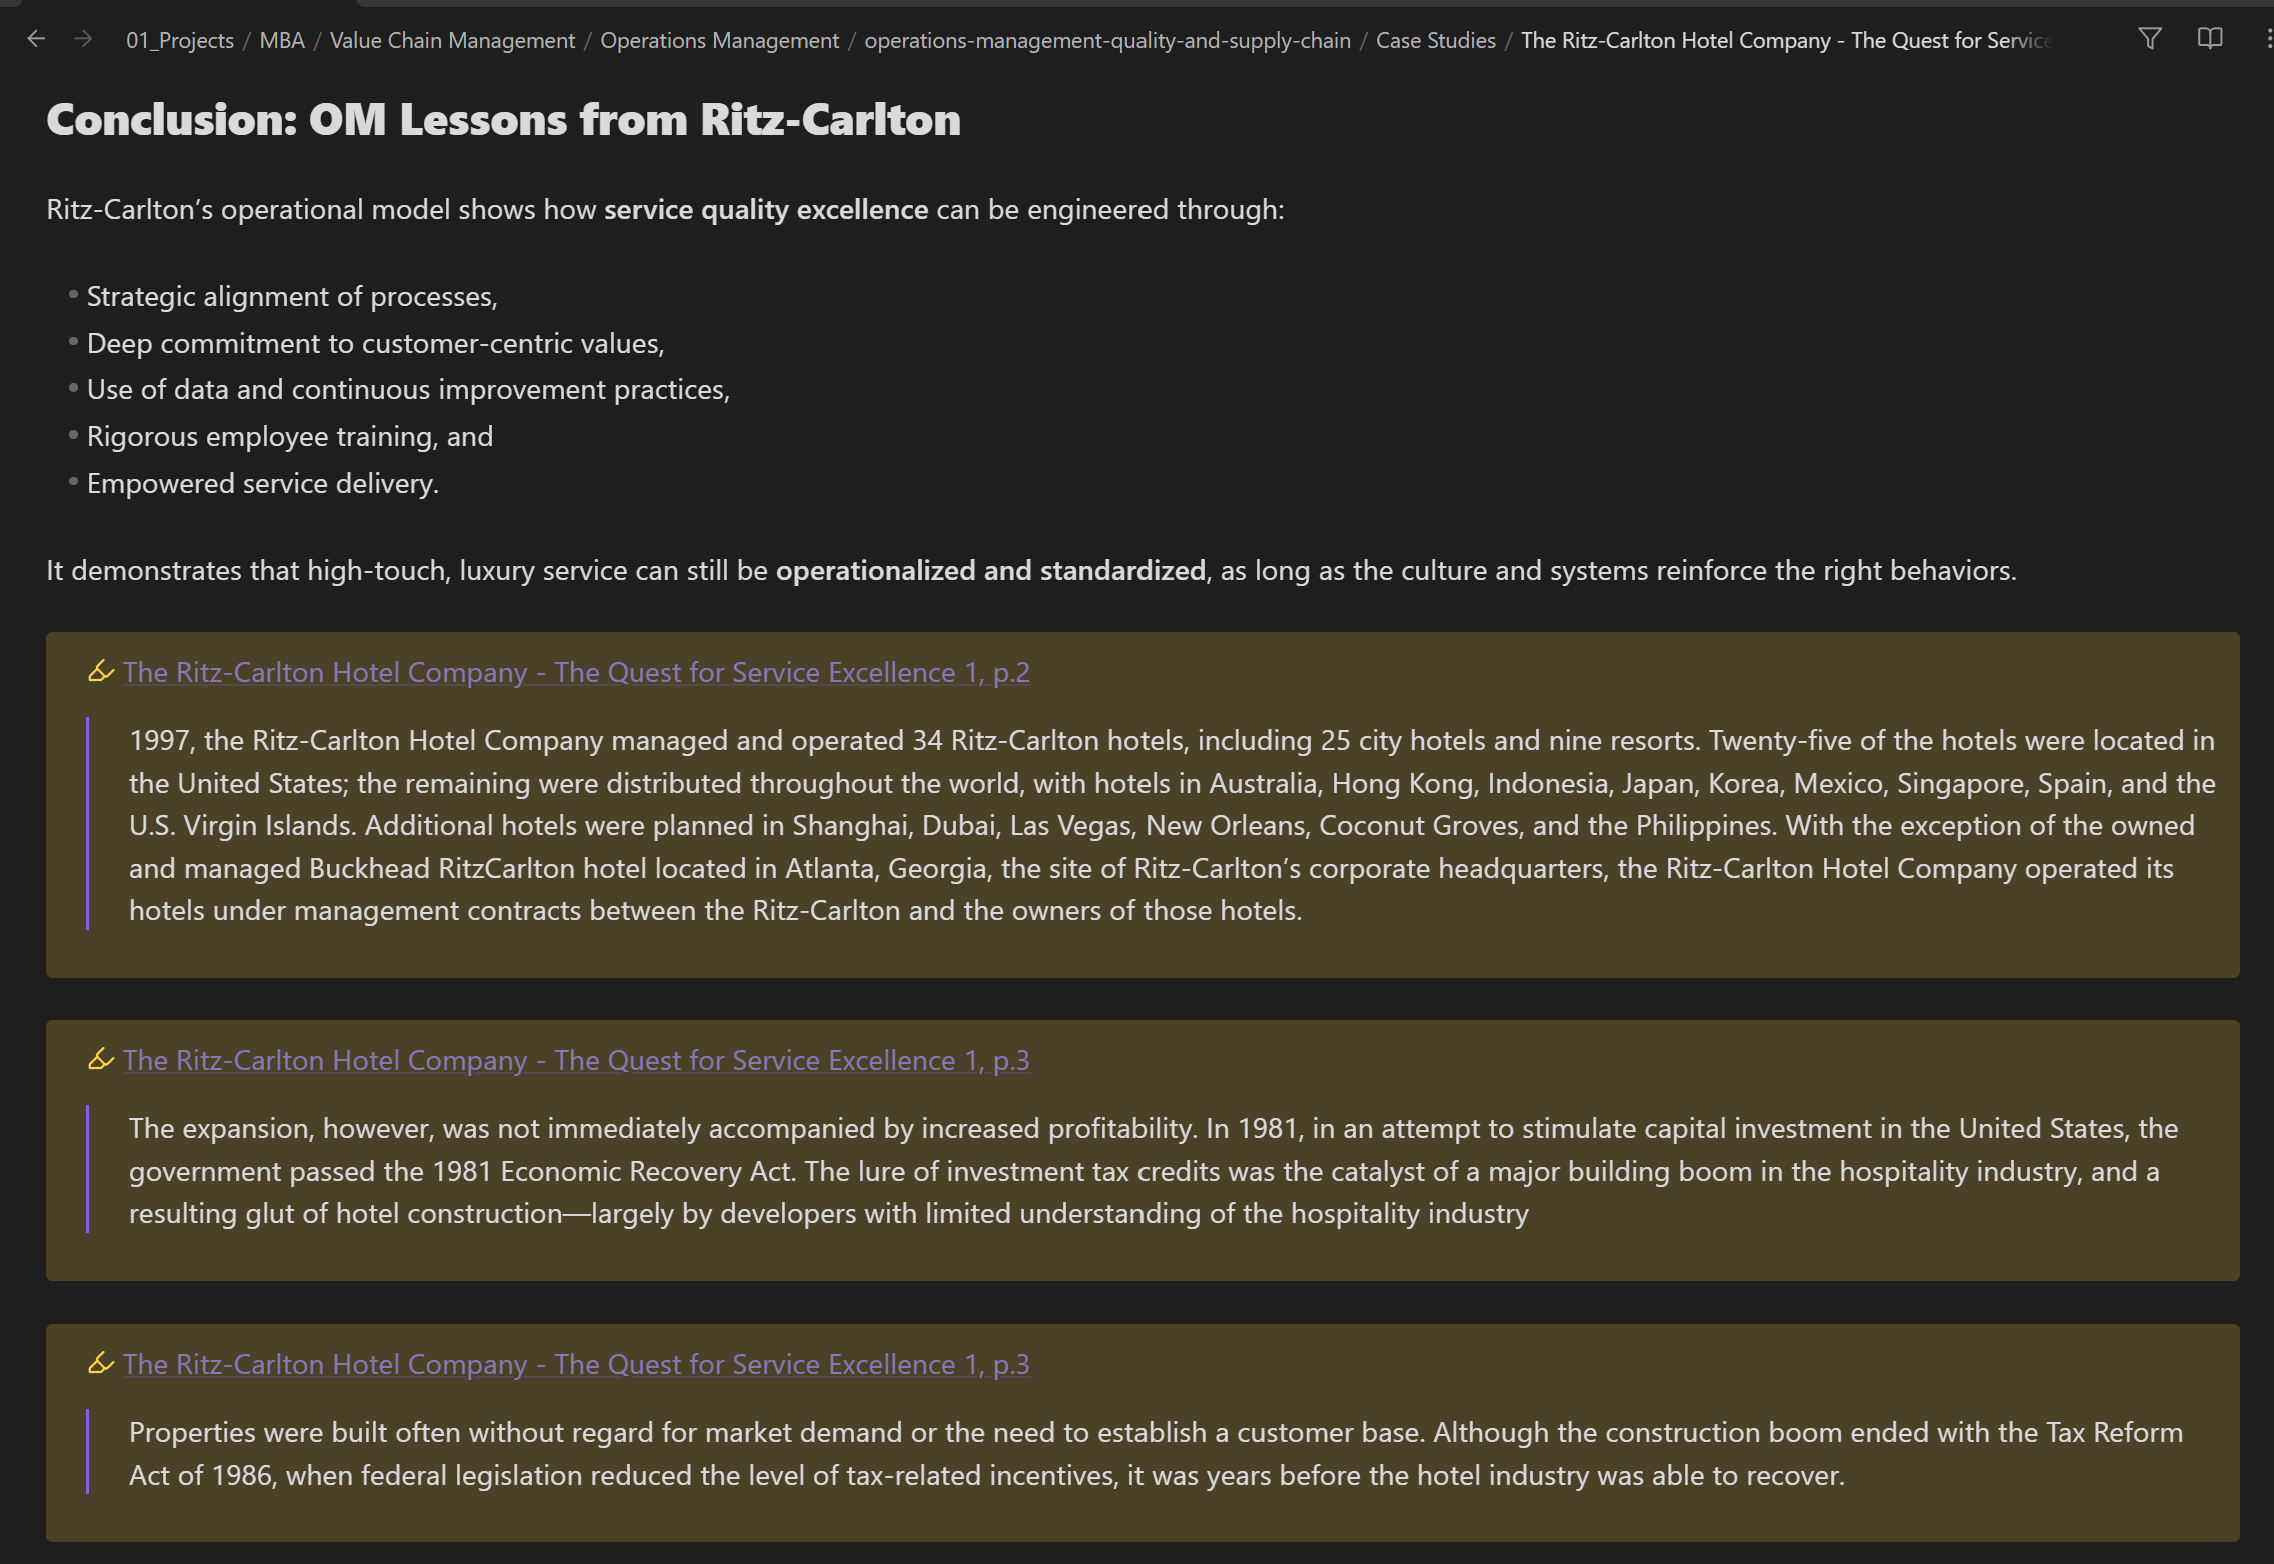 01_Projects / MBA / Value Chain Management / Operations Management / operations-management-quality-and-supply-chain / Case Studies / The Ritz-Carlton Hotel Company - The Quest for Service
Conclusion: OM Lessons from Ritz-Carlton
Ritz-Carlton’s operational model shows how service quality excellence can be engineered through:
• Strategic alignment of processes,
• Deep commitment to customer-centric values,
• Use of data and continuous improvement practices,
• Rigorous employee training, and
• Empowered service delivery.
It demonstrates that high-touch, luxury service can still be operationalized and standardized, as long as the culture and systems reinforce the right behaviors.
The Ritz-Carlton Hotel Company - The Quest for Service Excellence 1, p.2
1997, the Ritz-Carlton Hotel Company managed and operated 34 Ritz-Carlton hotels, including 25 city hotels and nine resorts. Twenty-five of the hotels were located in
the United States; the remaining were distributed throughout the world, with hotels in Australia, Hong Kong, Indonesia, Japan, Korea, Mexico, Singapore, Spain, and the
U.S. Virgin Islands. Additional hotels were planned in Shanghai, Dubai, Las Vegas, New Orleans, Coconut Groves, and the Philippines. With the exception of the owned
and managed Buckhead RitzCarlton hotel located in Atlanta, Georgia, the site of Ritz-Carlton’s corporate headquarters, the Ritz-Carlton Hotel Company operated its
hotels under management contracts between the Ritz-Carlton and the owners of those hotels.
The Ritz-Carlton Hotel Company - The Quest for Service Excellence 1, p.3
The expansion, however, was not immediately accompanied by increased profitability. In 1981, in an attempt to stimulate capital investment in the United States, the
government passed the 1981 Economic Recovery Act. The lure of investment tax credits was the catalyst of a major building boom in the hospitality industry, and a
resulting glut of hotel construction—largely by developers with limited understanding of the hospitality industry
The Ritz-Carlton Hotel Company - The Quest for Service Excellence 1, p.3
Properties were built often without regard for market demand or the need to establish a customer base. Although the construction boom ended with the Tax Reform
Act of 1986, when federal legislation reduced the level of tax-related incentives, it was years before the hotel industry was able to recover.